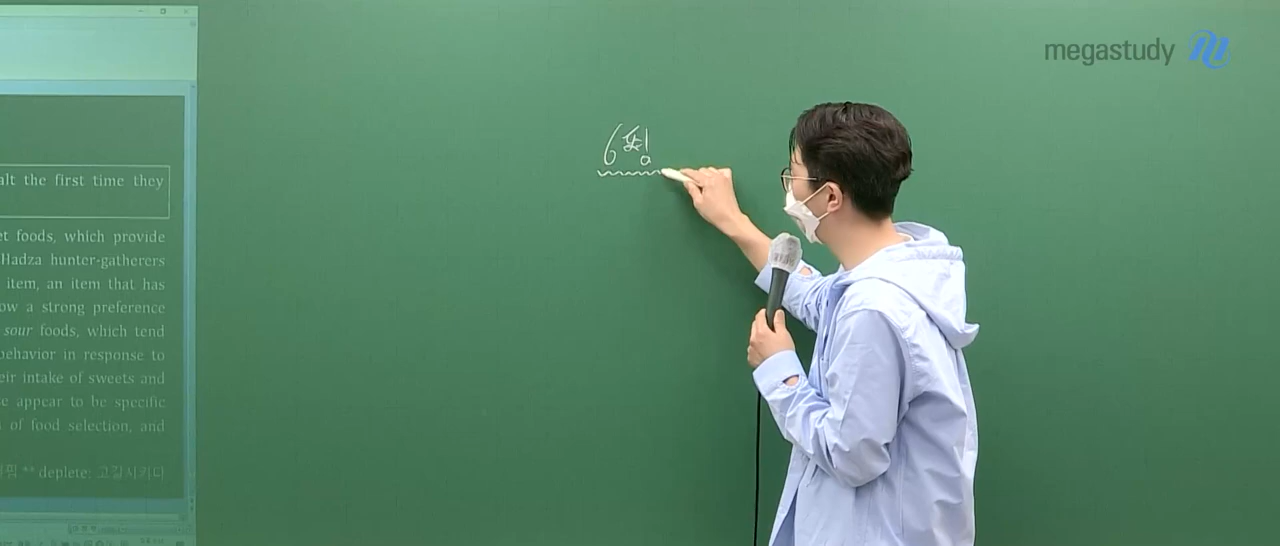 megastudy
6
alt the first time they
et foods, which provide
Hadza hunter-gatherers
item, an item that has
ow a strong preference
sour foods, which tend
behavior in response to
eir intake of sweets and
e appear to be specific
of food selection, and
핌 ** deplete: 고갈시키다